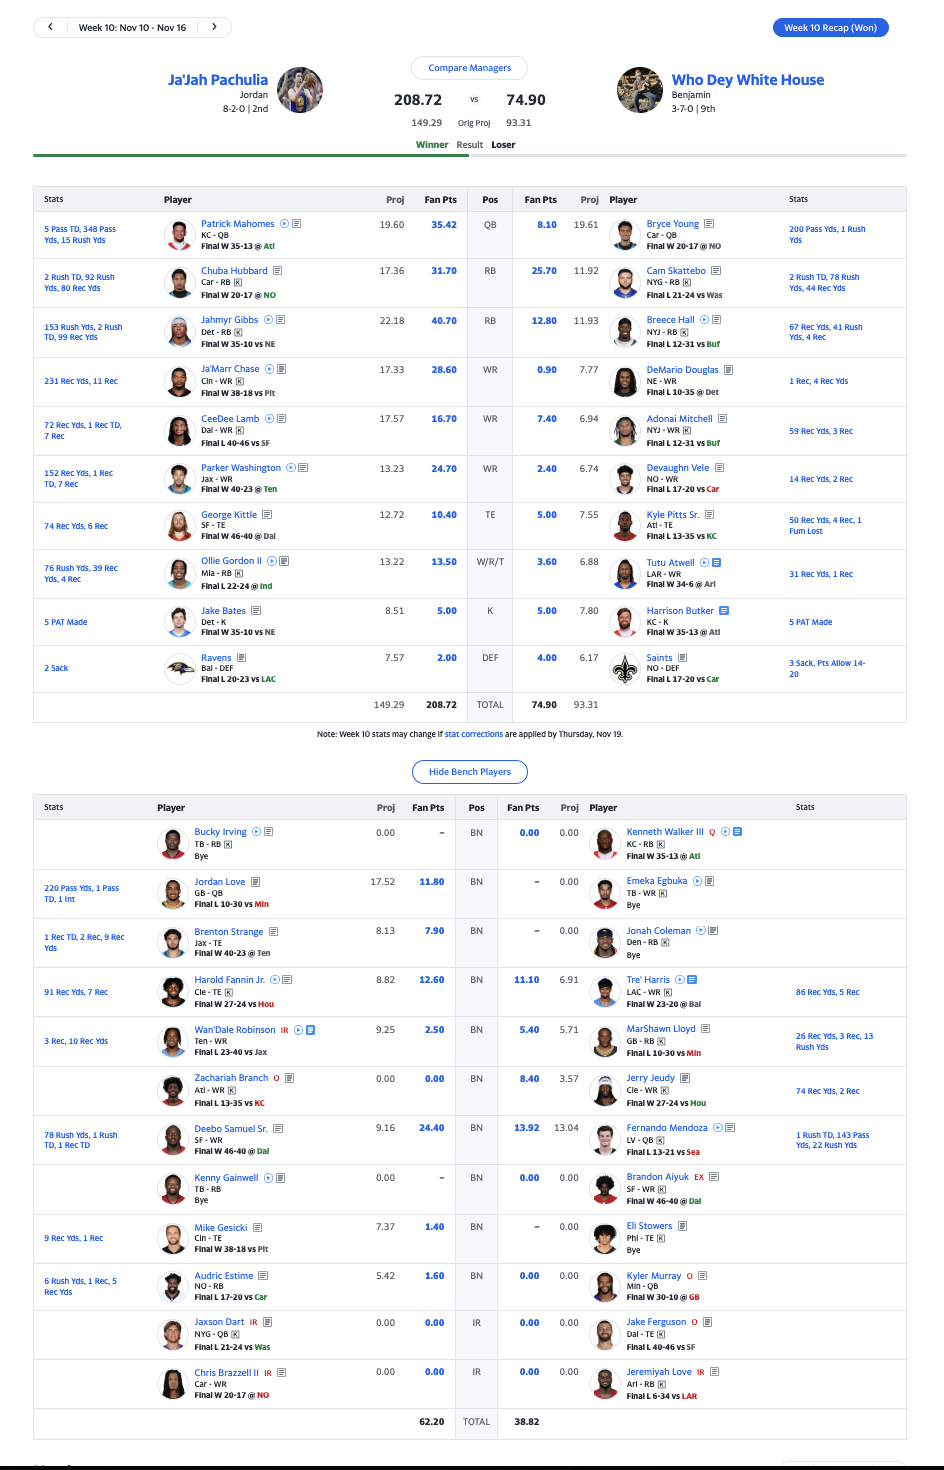 Week 10: Nov 10 - Nov 16
Week 10 Recap (Won)
Compare Managers
Ja'Jah Pachulia
Jordan
8-2-0 | 2nd
208.72 vs 74.90
149.29 Orig Proj 93.31
Winner Result Loser
Who Dey White House
Benjamin
3-7-0 | 9th
Stats Player Proj Fan Pts Pos Fan Pts Proj Player Stats
5 Pass TD, 348 Pass
Yds, 15 Rush Yds
Patrick Mahomes
KC - QB
Final W 35-13 @ Atl
19.60 35.42 QB 8.10 19.61
Bryce Young
Car - QB
Final W 20-17 @ NO
200 Pass Yds, 1 Rush
Yds
2 Rush TD, 92 Rush
Yds, 80 Rec Yds
Chuba Hubbard
Car - RB K
Final W 20-17 @ NO
17.36 31.70 RB 25.70 11.92
Cam Skattebo
NYG - RB K
Final L 21-24 @ Was
2 Rush TD, 78 Rush
Yds, 44 Rec Yds
153 Rush Yds, 2 Rush
TD, 99 Rec Yds
Jahmyr Gibbs
Det - RB K
Final W 35-10 vs NE
22.18 40.70 RB 12.80 11.93
Breece Hall
NYJ - RB K
Final L 12-31 vs Buf
67 Rec Yds, 41 Rush
Yds, 4 Rec
231 Rec Yds, 11 Rec
Ja'Marr Chase
Cin - WR K
Final W 38-18 vs Pit
17.33 28.60 WR 0.90 7.77
DeMario Douglas
NE - WR
Final L 10-35 @ Det
1 Rec, 4 Rec Yds
72 Rec Yds, 1 Rec TD,
7 Rec
CeeDee Lamb
Dal - WR K
Final L 40-46 vs SF
17.57 16.70 WR 7.40 6.94
Adonai Mitchell
NYJ - WR K
Final L 12-31 vs Buf
59 Rec Yds, 3 Rec
152 Rec Yds, 1 Rec
TD, 7 Rec
Parker Washington
Jax - WR
Final W 40-23 @ Ten
13.23 24.70 WR 2.40 6.74
Devaughn Vele
NO - WR
Final L 17-20 vs Car
14 Rec Yds, 2 Rec
74 Rec Yds, 6 Rec
George Kittle
SF - TE
Final W 46-40 @ Dal
12.72 10.40 TE 5.00 7.55
Kyle Pitts Sr.
Atl - TE
Final L 13-35 vs KC
50 Rec Yds, 4 Rec, 1
Fum Lost
76 Rush Yds, 39 Rec
Yds, 4 Rec
Ollie Gordon II
Mia - RB K
Final L 22-24 @ Ind
13.22 13.50 W/R/T 3.60 6.88
Tutu Atwell
LAR - WR
Final W 34-6 @ Ari
31 Rec Yds, 1 Rec
5 PAT Made
Jake Bates
Det - K
Final W 35-10 vs NE
8.51 5.00 K 5.00 7.80
Harrison Butker
KC - K
Final W 35-13 @ Atl
5 PAT Made
2 Sack
Ravens
Bal - DEF
Final L 20-23 vs LAC
7.57 2.00 DEF 4.00 6.17
Saints
NO - DEF
Final L 17-20 vs Car
3 Sack, Pts Allow 14-
20
149.29 208.72 TOTAL 74.90 93.31
Note: Week 10 stats may change if stat corrections are applied by Thursday, Nov 19.
Hide Bench Players
Stats Player Proj Fan Pts Pos Fan Pts Proj Player Stats
Bucky Irving
TB - RB K
Bye
0.00 – BN 0.00 0.00
Kenneth Walker III Q
KC - RB K
Final W 35-13 @ Atl
220 Pass Yds, 1 Pass
TD, 1 Int
Jordan Love
GB - QB
Final L 10-30 vs Min
17.52 11.80 BN – 0.00
Emeka Egbuka
TB - WR K
Bye
1 Rec TD, 2 Rec, 9 Rec
Yds
Brenton Strange
Jax - TE
Final W 40-23 @ Ten
8.13 7.90 BN – 0.00
Jonah Coleman
Den - RB K
Bye
91 Rec Yds, 7 Rec
Harold Fannin Jr.
Cle - TE K
Final W 27-24 vs Hou
8.82 12.60 BN 11.10 6.91
Tre' Harris
LAC - WR K
Final W 23-20 @ Bal
86 Rec Yds, 5 Rec
3 Rec, 10 Rec Yds
Wan'Dale Robinson IR
Ten - WR
Final L 23-40 vs Jax
9.25 2.50 BN 5.40 5.71
MarShawn Lloyd
GB - RB K
Final L 10-30 vs Min
26 Rec Yds, 3 Rec, 13
Rush Yds
Zachariah Branch O
Atl - WR K
Final L 13-35 vs KC
0.00 0.00 BN 8.40 3.57
Jerry Jeudy
Cle - WR K
Final W 27-24 vs Hou
74 Rec Yds, 2 Rec
78 Rush Yds, 1 Rush
TD, 1 Rec TD
Deebo Samuel Sr.
SF - WR
Final W 46-40 @ Dal
9.16 24.40 BN 13.92 13.04
Fernando Mendoza
LV - QB K
Final L 13-21 vs Sea
1 Rush TD, 143 Pass
Yds, 22 Rush Yds
Kenny Gainwell
TB - RB
Bye
0.00 – BN 0.00 0.00
Brandon Aiyuk EX
SF - WR K
Final W 46-40 @ Dal
9 Rec Yds, 1 Rec
Mike Gesicki
Cin - TE
Final W 38-18 vs Pit
7.37 1.40 BN – 0.00
Eli Stowers
Phi - TE K
Bye
6 Rush Yds, 1 Rec, 5
Rec Yds
Audric Estime
NO - RB
Final L 17-20 vs Car
5.42 1.60 BN 0.00 0.00
Kyler Murray O
Min - QB
Final W 30-10 @ GB
Jaxson Dart IR
NYG - QB K
Final L 21-24 @ Was
0.00 0.00 IR 0.00 0.00
Jake Ferguson O
Dal - TE K
Final L 40-46 vs SF
Chris Brazzell II IR
Car - WR
Final W 20-17 @ NO
0.00 0.00 IR 0.00 0.00
Jeremiyah Love IR
Ari - RB K
Final L 6-34 vs LAR
62.20 TOTAL 38.82